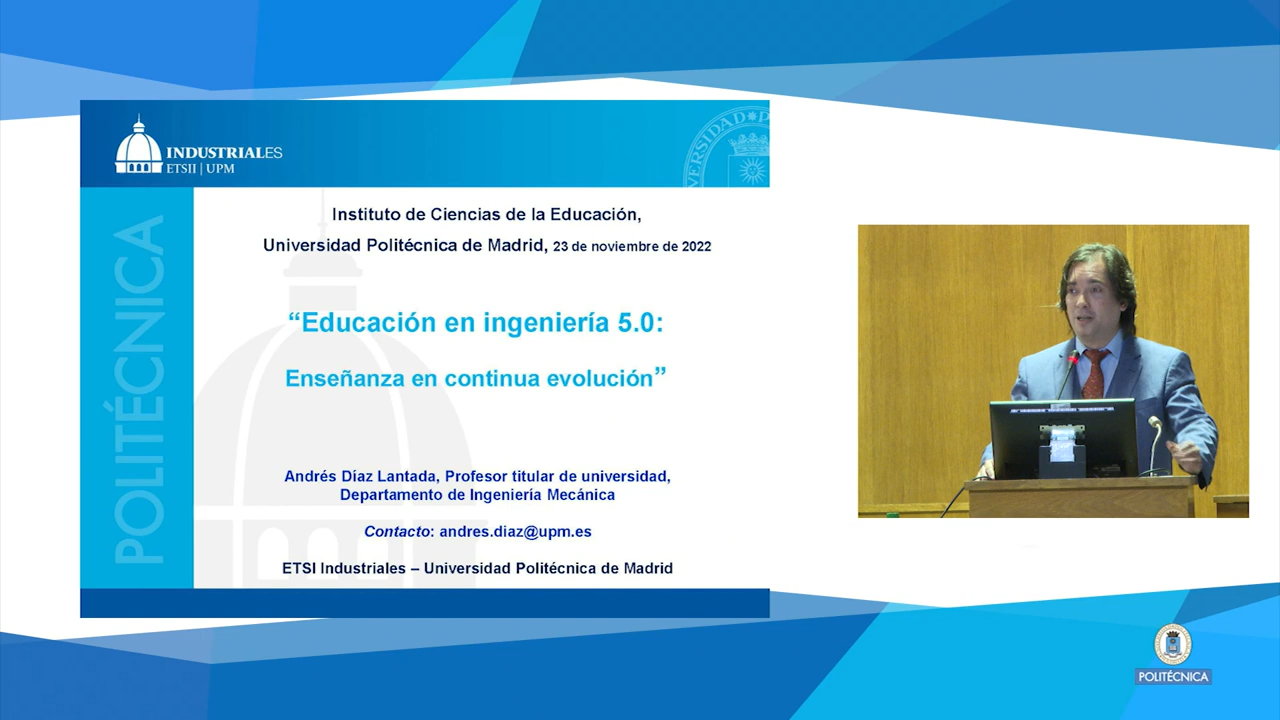 INDUSTRIALES
ETSII | UPM
VERSIDAD P
POLITÉCNICA
Instituto de Ciencias de la Educación,
Universidad Politécnica de Madrid, 23 de noviembre de 2022
“Educación en ingeniería 5.0:
Enseñanza en continua evolución”
Andrés Díaz Lantada, Profesor titular de universidad,
Departamento de Ingeniería Mecánica
Contacto: andres.diaz@upm.es
ETSI Industriales – Universidad Politécnica de Madrid
POLITÉCNICA